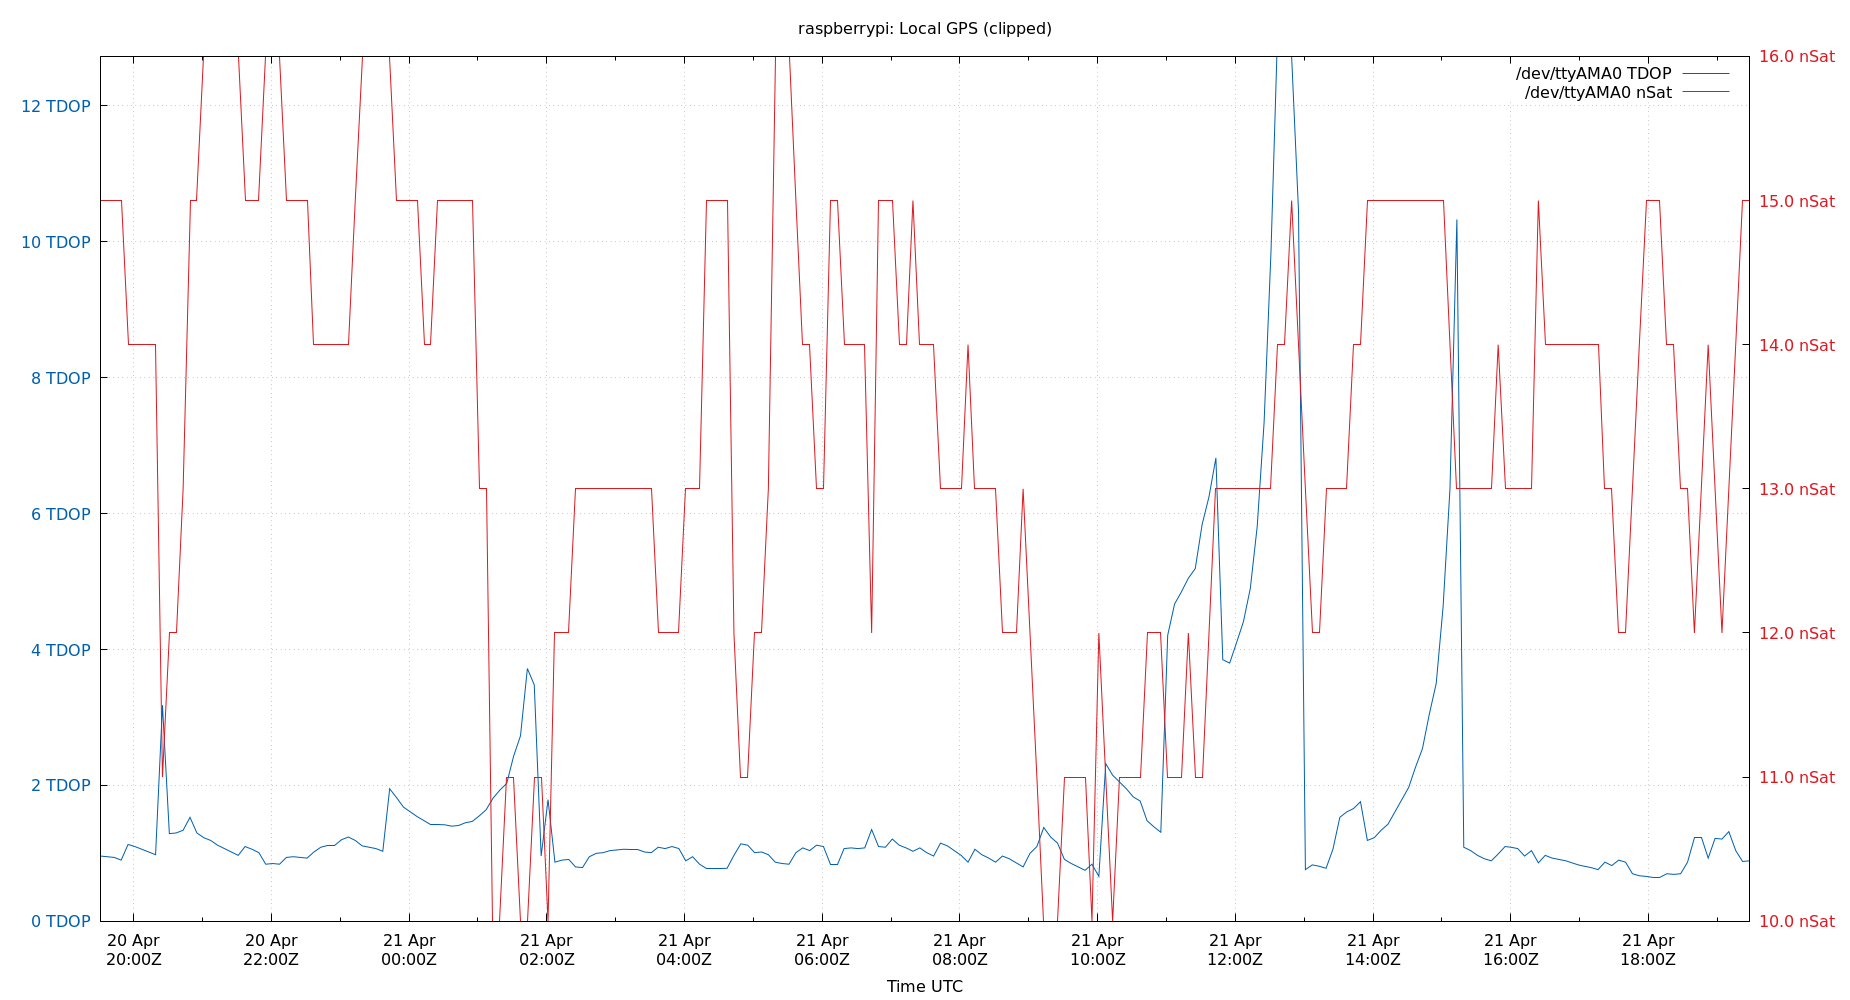 raspberrypi: Local GPS (clipped)
/dev/ttyAMA0 TDOP
/dev/ttyAMA0 nSat
12 TDOP
10 TDOP
8 TDOP
6 TDOP
4 TDOP
2 TDOP
0 TDOP
16.0 nSat
15.0 nSat
14.0 nSat
13.0 nSat
12.0 nSat
11.0 nSat
10.0 nSat
20 Apr
20:00Z
20 Apr
22:00Z
21 Apr
00:00Z
21 Apr
02:00Z
21 Apr
04:00Z
21 Apr
06:00Z
21 Apr
08:00Z
21 Apr
10:00Z
21 Apr
12:00Z
21 Apr
14:00Z
21 Apr
16:00Z
21 Apr
18:00Z
Time UTC